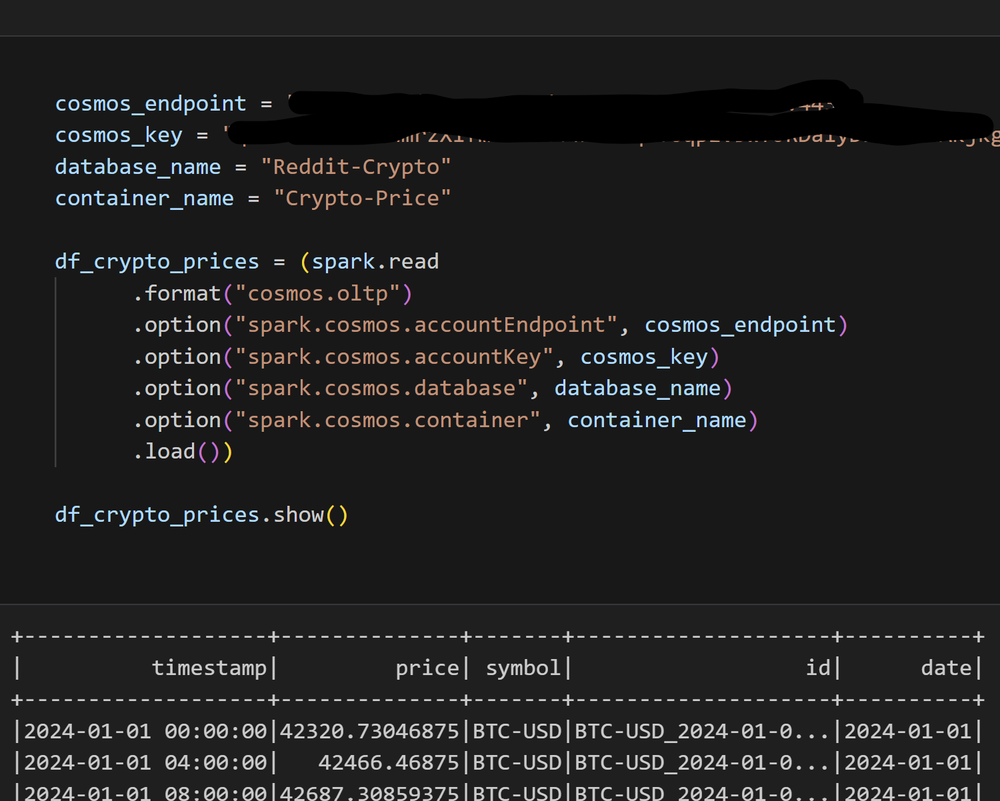 cosmos_endpoint =
cosmos_key = "
database_name = "Reddit-Crypto"
container_name = "Crypto-Price"
df_crypto_prices = (spark.read
.format("cosmos.oltp")
.option("spark.cosmos.accountEndpoint", cosmos_endpoint)
.option("spark.cosmos.accountKey", cosmos_key)
.option("spark.cosmos.database", database_name)
.option("spark.cosmos.container", container_name)
.load())
df_crypto_prices.show()
+-------------------+--------------+-------+--------------------+----------+
|          timestamp|         price| symbol|                  id|      date|
+-------------------+--------------+-------+--------------------+----------+
|2024-01-01 00:00:00|42320.73046875|BTC-USD|BTC-USD_2024-01-0...|2024-01-01|
|2024-01-01 04:00:00|   42466.46875|BTC-USD|BTC-USD_2024-01-0...|2024-01-01|
|2024-01-01 08:00:00|42687.30859375|BTC-USD|BTC-USD_2024-01-0...|2024-01-01|